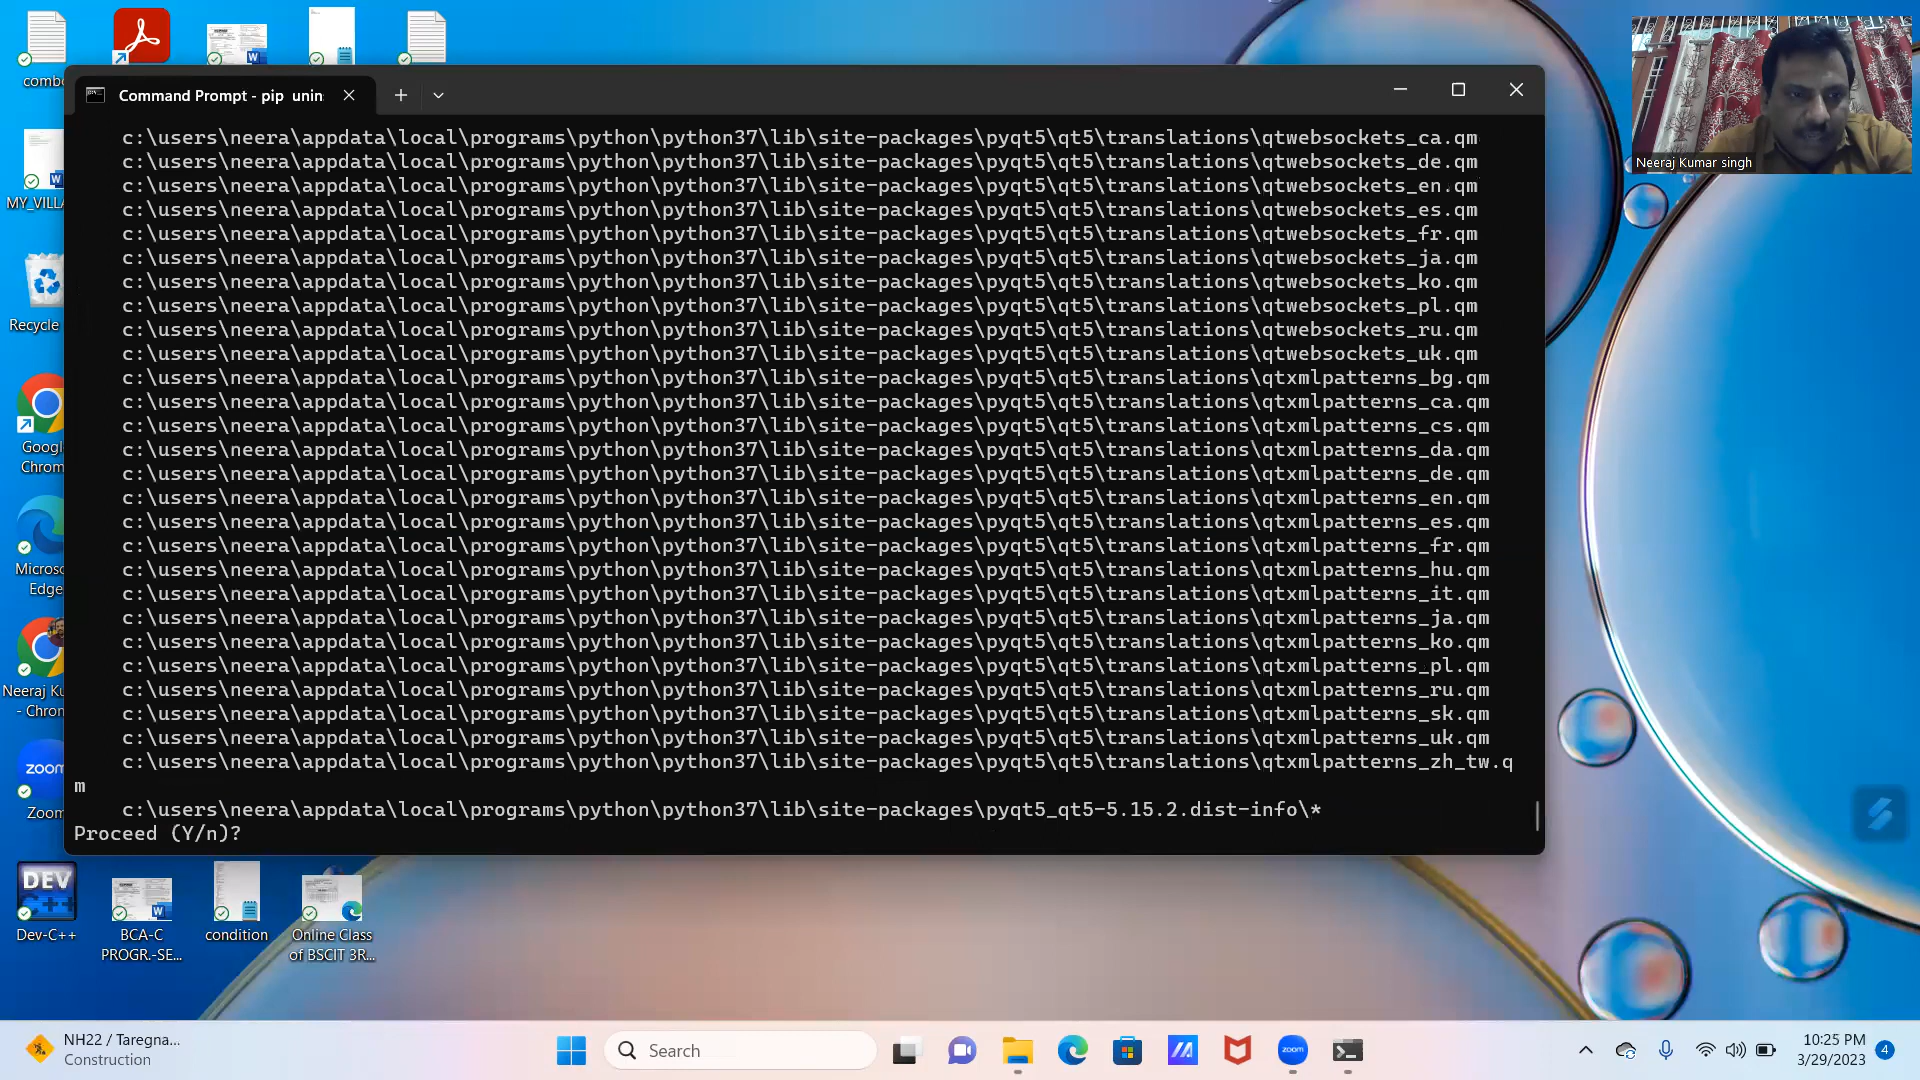 combo
MY_VILLA
Recycle
Google
Chrom
Microso
Edge
Neeraj Ku
- Chrom
zoom
Zoom
Command Prompt - pip unin
c:\users\neera\appdata\local\programs\python\python37\lib\site-packages\pyqt5\qt5\translations\qtwebsockets_ca.qm
c:\users\neera\appdata\local\programs\python\python37\lib\site-packages\pyqt5\qt5\translations\qtwebsockets_de.qm
c:\users\neera\appdata\local\programs\python\python37\lib\site-packages\pyqt5\qt5\translations\qtwebsockets_en.qm
c:\users\neera\appdata\local\programs\python\python37\lib\site-packages\pyqt5\qt5\translations\qtwebsockets_es.qm
c:\users\neera\appdata\local\programs\python\python37\lib\site-packages\pyqt5\qt5\translations\qtwebsockets_fr.qm
c:\users\neera\appdata\local\programs\python\python37\lib\site-packages\pyqt5\qt5\translations\qtwebsockets_ja.qm
c:\users\neera\appdata\local\programs\python\python37\lib\site-packages\pyqt5\qt5\translations\qtwebsockets_ko.qm
c:\users\neera\appdata\local\programs\python\python37\lib\site-packages\pyqt5\qt5\translations\qtwebsockets_pl.qm
c:\users\neera\appdata\local\programs\python\python37\lib\site-packages\pyqt5\qt5\translations\qtwebsockets_ru.qm
c:\users\neera\appdata\local\programs\python\python37\lib\site-packages\pyqt5\qt5\translations\qtwebsockets_uk.qm
c:\users\neera\appdata\local\programs\python\python37\lib\site-packages\pyqt5\qt5\translations\qtxmlpatterns_bg.qm
c:\users\neera\appdata\local\programs\python\python37\lib\site-packages\pyqt5\qt5\translations\qtxmlpatterns_ca.qm
c:\users\neera\appdata\local\programs\python\python37\lib\site-packages\pyqt5\qt5\translations\qtxmlpatterns_cs.qm
c:\users\neera\appdata\local\programs\python\python37\lib\site-packages\pyqt5\qt5\translations\qtxmlpatterns_da.qm
c:\users\neera\appdata\local\programs\python\python37\lib\site-packages\pyqt5\qt5\translations\qtxmlpatterns_de.qm
c:\users\neera\appdata\local\programs\python\python37\lib\site-packages\pyqt5\qt5\translations\qtxmlpatterns_en.qm
c:\users\neera\appdata\local\programs\python\python37\lib\site-packages\pyqt5\qt5\translations\qtxmlpatterns_es.qm
c:\users\neera\appdata\local\programs\python\python37\lib\site-packages\pyqt5\qt5\translations\qtxmlpatterns_fr.qm
c:\users\neera\appdata\local\programs\python\python37\lib\site-packages\pyqt5\qt5\translations\qtxmlpatterns_hu.qm
c:\users\neera\appdata\local\programs\python\python37\lib\site-packages\pyqt5\qt5\translations\qtxmlpatterns_it.qm
c:\users\neera\appdata\local\programs\python\python37\lib\site-packages\pyqt5\qt5\translations\qtxmlpatterns_ja.qm
c:\users\neera\appdata\local\programs\python\python37\lib\site-packages\pyqt5\qt5\translations\qtxmlpatterns_ko.qm
c:\users\neera\appdata\local\programs\python\python37\lib\site-packages\pyqt5\qt5\translations\qtxmlpatterns_pl.qm
c:\users\neera\appdata\local\programs\python\python37\lib\site-packages\pyqt5\qt5\translations\qtxmlpatterns_ru.qm
c:\users\neera\appdata\local\programs\python\python37\lib\site-packages\pyqt5\qt5\translations\qtxmlpatterns_sk.qm
c:\users\neera\appdata\local\programs\python\python37\lib\site-packages\pyqt5\qt5\translations\qtxmlpatterns_uk.qm
c:\users\neera\appdata\local\programs\python\python37\lib\site-packages\pyqt5\qt5\translations\qtxmlpatterns_zh_tw.q
m
c:\users\neera\appdata\local\programs\python\python37\lib\site-packages\pyqt5_qt5-5.15.2.dist-info\*
Proceed (Y/n)?
Neeraj Kumar singh
DEV
C++
Dev-C++
BCA-C
PROGR.-SE...
condition
Online Class
of BSCIT 3R...
NH22 / Taregna...
Construction
Search
zoom
10:25 PM
3/29/2023
4